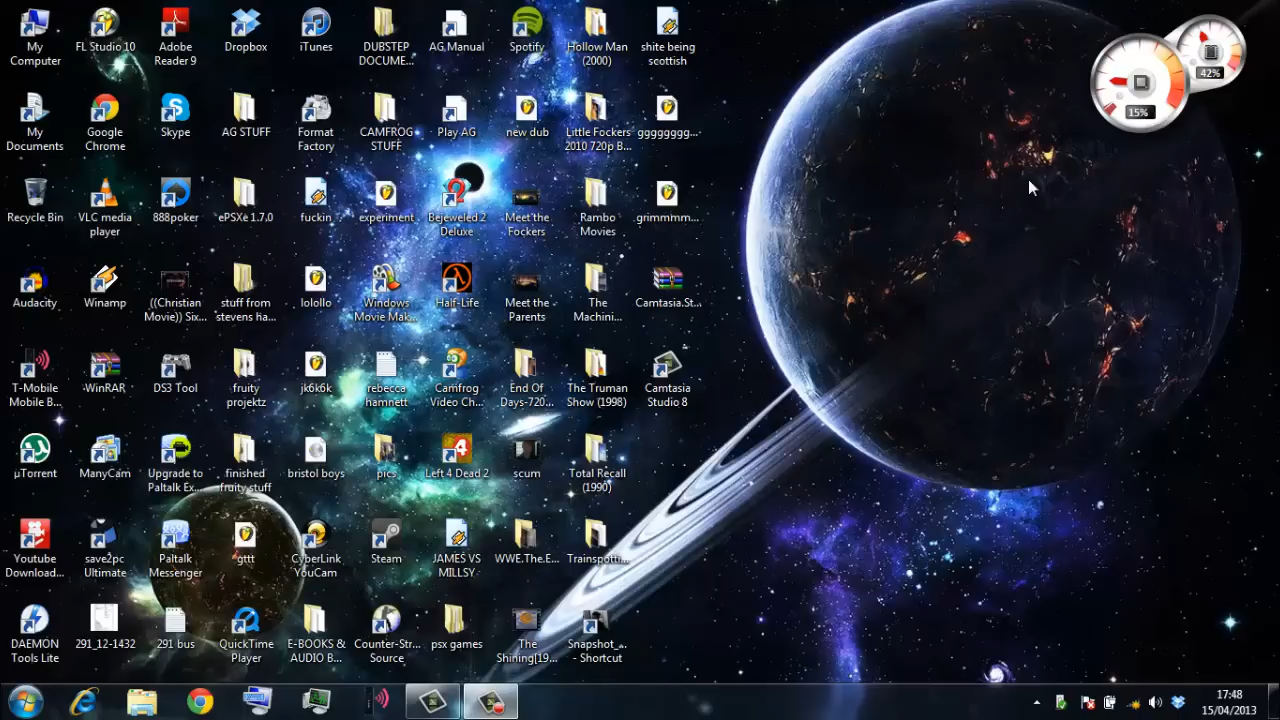 My Computer
FL Studio 10
Adobe Reader 9
Dropbox
iTunes
DUBSTEP DOCUME...
AG Manual
Spotify
Hollow Man (2000)
shite being scottish
42%
15%
My Documents
Google Chrome
Skype
AG STUFF
Format Factory
CAMFROG STUFF
Play AG
new dub
Little Fockers 2010 720p B...
gggggggg...
Recycle Bin
VLC media player
888poker
ePSXe 1.7.0
fuckin
experiment
Bejeweled 2 Deluxe
Meet the Fockers
Rambo Movies
grimmmm...
Audacity
Winamp
((Christian Movie)) Six...
stuff from stevens ha...
lolollo
Windows Movie Mak...
Half-Life
Meet the Parents
The Machini...
Camtasia.St...
T-Mobile Mobile B...
WinRAR
DS3 Tool
fruity projektz
jk6k6k
rebecca hamnett
Camfrog Video Ch...
End Of Days-720...
The Truman Show (1998)
Camtasia Studio 8
µTorrent
ManyCam
Upgrade to Paltalk Ex...
finished fruity stuff
bristol boys
pics
Left 4 Dead 2
scum
Total Recall (1990)
Youtube Download...
save2pc Ultimate
Paltalk Messenger
gttt
CyberLink YouCam
Steam
JAMES VS MILLSY
WWE.The.E...
Trainspotti...
DAEMON Tools Lite
291_12-1432
291 bus
QuickTime Player
E-BOOKS & AUDIO B...
Counter-Str... Source
psx games
The Shining[19...
Snapshot_... - Shortcut
17:48
15/04/2013